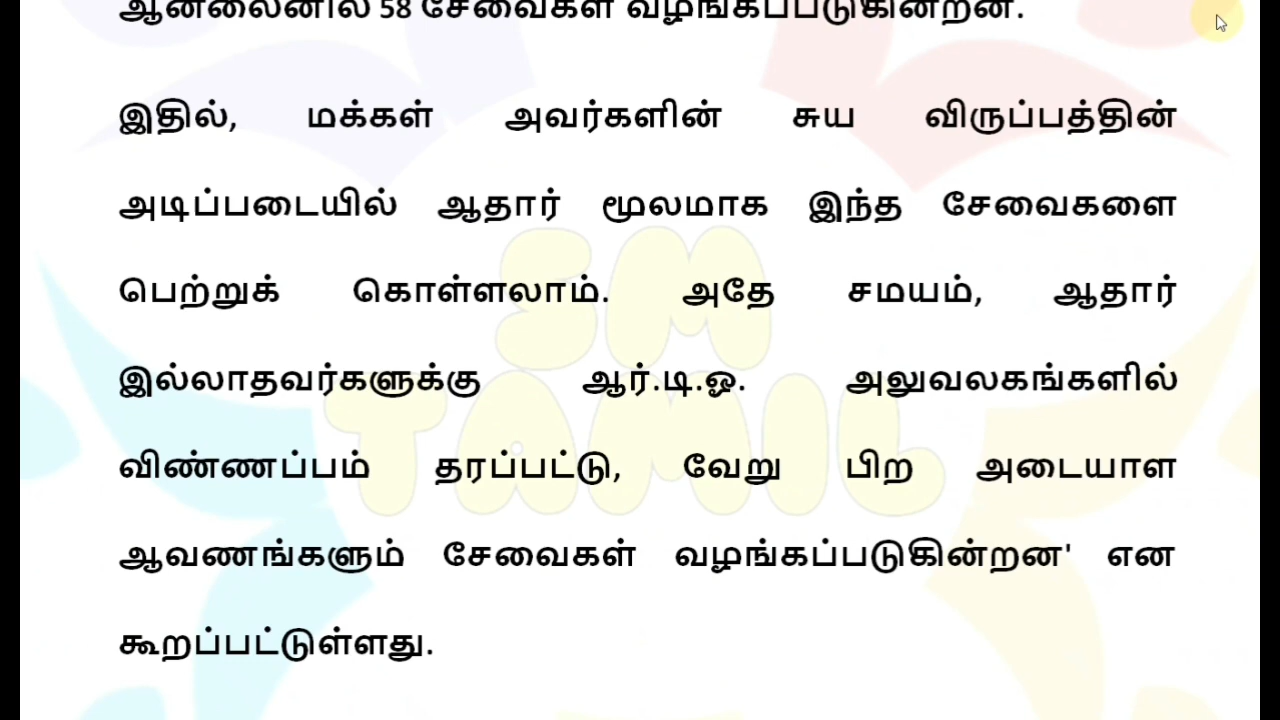 ஆன்லைனில் 58 சேவைகள் வழங்கப்படுகின்றன.
இதில், மக்கள் அவர்களின் சுய விருப்பத்தின்
அடிப்படையில் ஆதார் மூலமாக இந்த சேவைகளை
பெற்றுக் கொள்ளலாம். அதே சமயம், ஆதார்
இல்லாதவர்களுக்கு ஆர்.டி.ஓ. அலுவலகங்களில்
விண்ணப்பம் தரப்பட்டு, வேறு பிற அடையாள
ஆவணங்களும் சேவைகள் வழங்கப்படுகின்றன' என
கூறப்பட்டுள்ளது.
SM
TAMIL